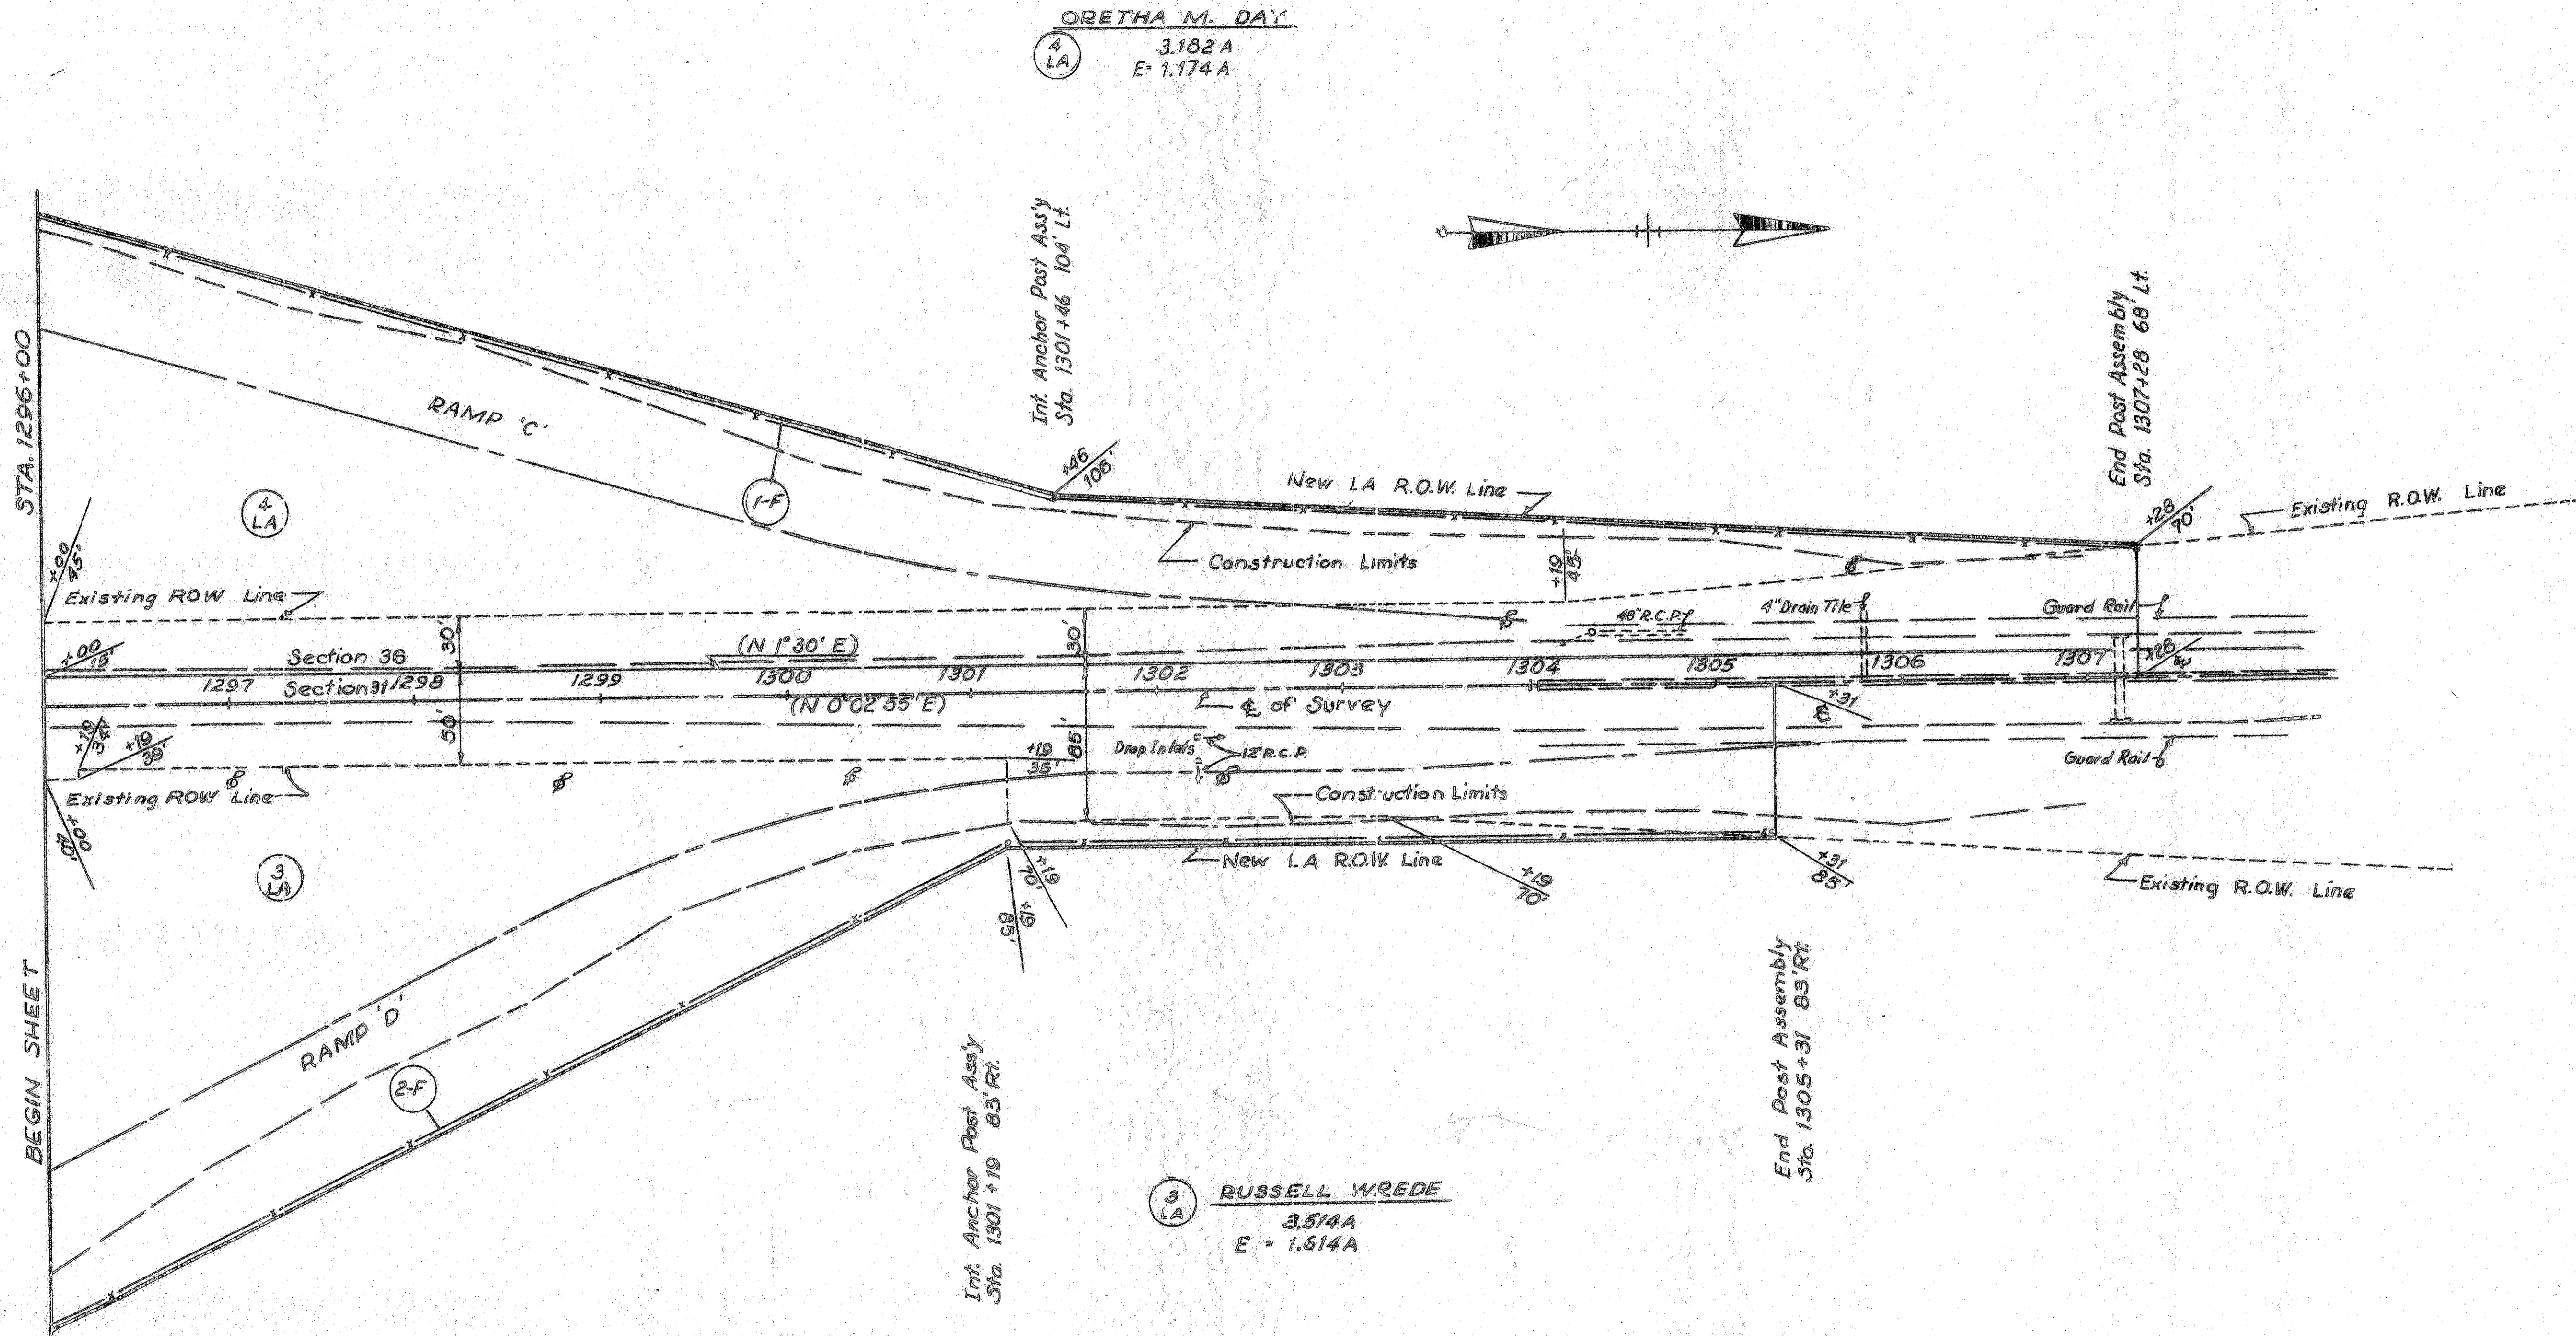 ORETHA M. DAY
4
LA
3.182 A
E= 1.174 A
Int. Anchor Post Ass'y
Sta. 1301+46 104' Lt.
End Post Assembly
Sta. 1307+28 68' Lt.
STA. 1296+00
RAMP 'C'
1-F
4
LA
+46
106'
New LA R.O.W. Line
+28
70'
Existing R.O.W. Line
Construction Limits
+19
45'
+00
45'
Existing ROW Line
48" R.C.P.
4" Drain Tile
Guard Rail
30'
30'
(N 1° 30' E)
+00
15'
Section 36
Section 31
1297
1298
1299
1300
1301
1302
1303
1304
1305
1306
1307
+28
℄
(N 0° 02' 55" E)
℄ of Survey
+31
℄
50'
85'
+19
34'
+19
39'
+19
35'
Drop Inlets
12" R.C.P.
Guard Rail
Existing ROW Line
Construction Limits
+00
40'
New LA R.O.W. Line
+19
70'
+19
85'
+19
70'
+31
85'
Existing R.O.W. Line
3
LA
RAMP 'D'
2-F
BEGIN SHEET
Int. Anchor Post Ass'y
Sta. 1301+19 83' Rt.
End Post Assembly
Sta. 1305+31 83' Rt.
3
LA
RUSSELL W. REDE
3.514 A
E = 1.614 A